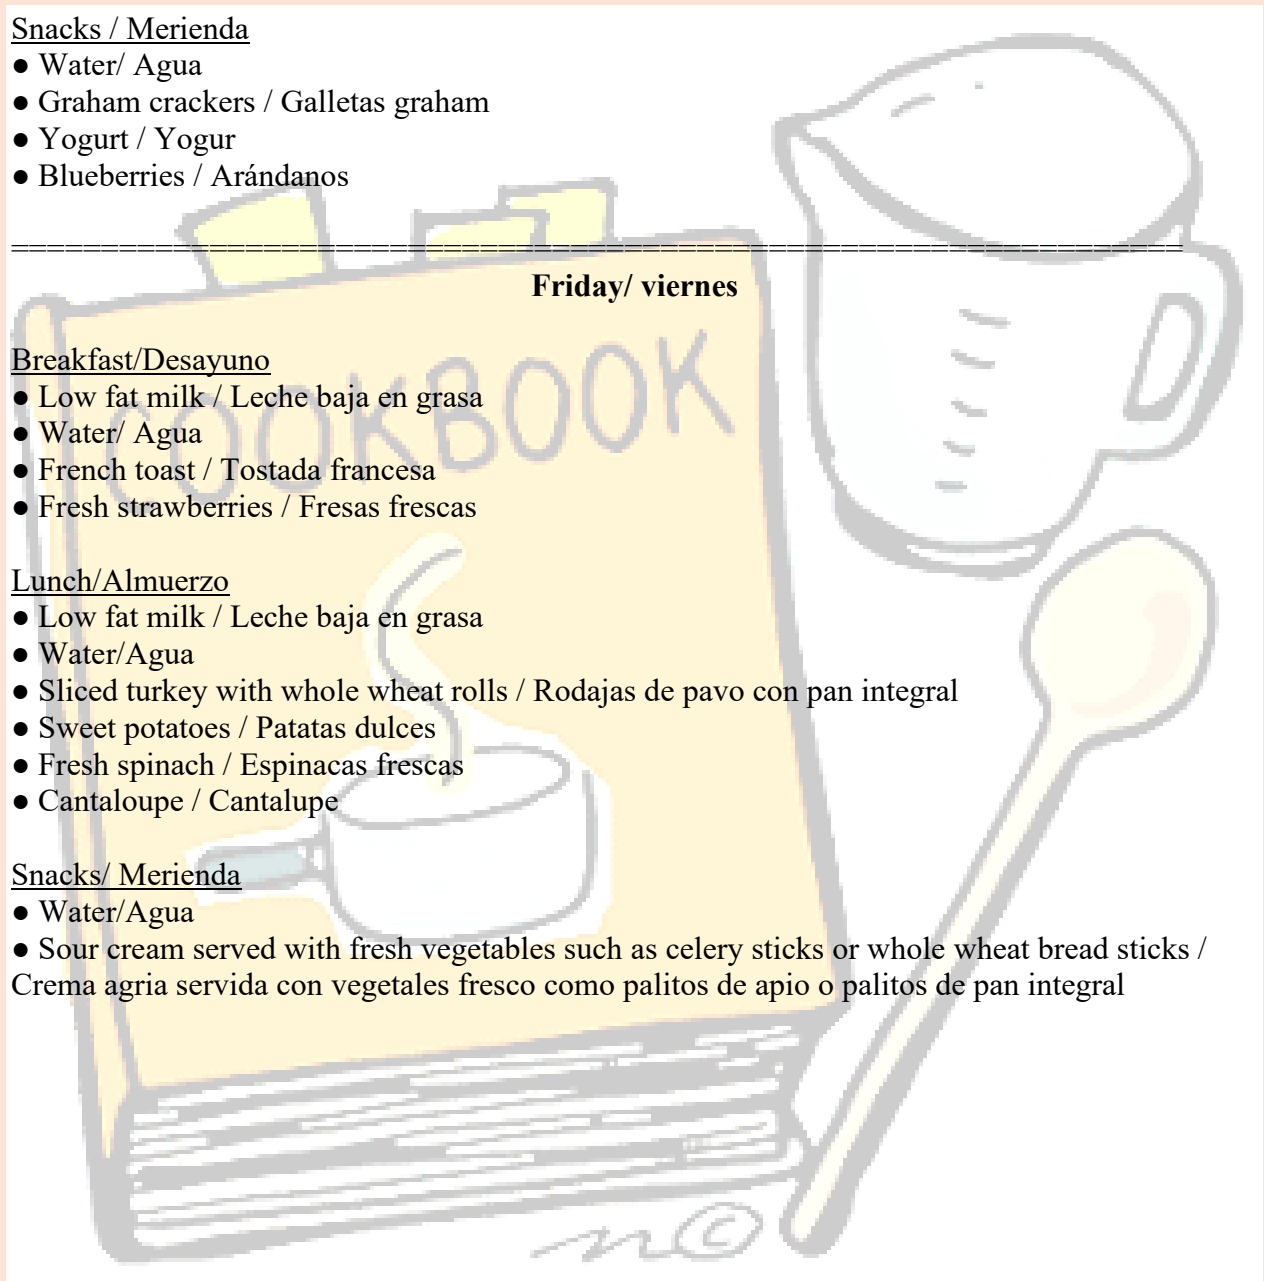 Snacks / Merienda
● Water/ Agua
● Graham crackers / Galletas graham
● Yogurt / Yogur
● Blueberries / Arándanos
===================================================================
Friday/ viernes
Breakfast/Desayuno
● Low fat milk / Leche baja en grasa
● Water/ Agua
● French toast / Tostada francesa
● Fresh strawberries / Fresas frescas
COOKBOOK
Lunch/Almuerzo
● Low fat milk / Leche baja en grasa
● Water/Agua
● Sliced turkey with whole wheat rolls / Rodajas de pavo con pan integral
● Sweet potatoes / Patatas dulces
● Fresh spinach / Espinacas frescas
● Cantaloupe / Cantalupe
Snacks/ Merienda
● Water/Agua
● Sour cream served with fresh vegetables such as celery sticks or whole wheat bread sticks /
Crema agria servida con vegetales fresco como palitos de apio o palitos de pan integral
©